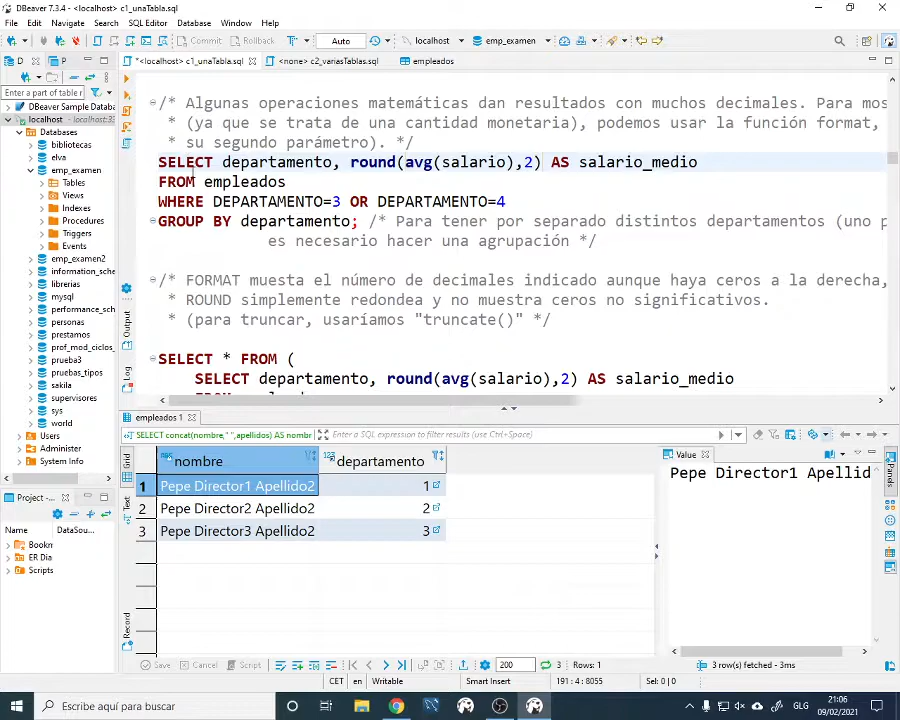 DBeaver 7.3.4 - <localhost> c1_unaTabla.sql
File Edit Navigate Search SQL Editor Database Window Help
Commit Rollback Auto localhost emp_examen
D P *<localhost> c1_unaTabla.sql <none> c2_variasTablas.sql empleados
Enter a part of table r
DBeaver Sample Databa
localhost
Databases
bibliotecas
elva
emp_examen
Tables
Views
Indexes
Procedures
Triggers
Events
emp_examen2
information_sche
librerias
mysql
performance_sch
personas
prestamos
prof_mod_ciclos_
prueba3
pruebas_tipos
sakila
supervisores
sys
world
Users
Administer
System Info
Project -
Name DataSou
Bookm
ER Dia
Scripts
/* Algunas operaciones matemáticas dan resultados con muchos decimales. Para mos
* (ya que se trata de una cantidad monetaria), podemos usar la función format,
* su segundo parámetro). */
SELECT departamento, round(avg(salario),2) AS salario_medio
FROM empleados
WHERE DEPARTAMENTO=3 OR DEPARTAMENTO=4
GROUP BY departamento; /* Para tener por separado distintos departamentos (uno p
es necesario hacer una agrupación */
/* FORMAT muesta el número de decimales indicado aunque haya ceros a la derecha,
* ROUND simplemente redondea y no muestra ceros no significativos.
* (para truncar, usaríamos "truncate()" */
SELECT * FROM (
SELECT departamento, round(avg(salario),2) AS salario_medio
Output
Log
empleados 1
SELECT concat(nombre," ",apellidos) AS nombr Enter a SQL expression to filter results (use Ctrl+Space)
Grid
Text
Record
nombre 123 departamento
1 Pepe Director1 Apellido2 1
2 Pepe Director2 Apellido2 2
3 Pepe Director3 Apellido2 3
Value
Pepe Director1 Apellid
Panels
Save Cancel Script 200 3 Rows: 1 3 row(s) fetched - 3ms
CET en Writable Smart Insert 191 : 4 : 8055 Sel: 0 | 0
Escribe aquí para buscar
GLG
21:06
09/02/2021